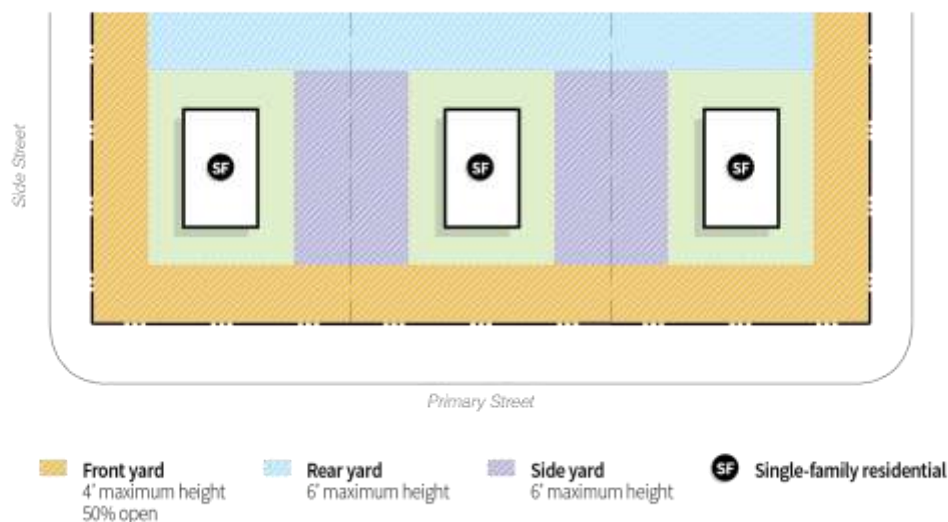 Side Street
SF SF SF
Primary Street
Front yard
4' maximum height
50% open
Rear yard
6' maximum height
Side yard
6' maximum height
SF Single-family residential